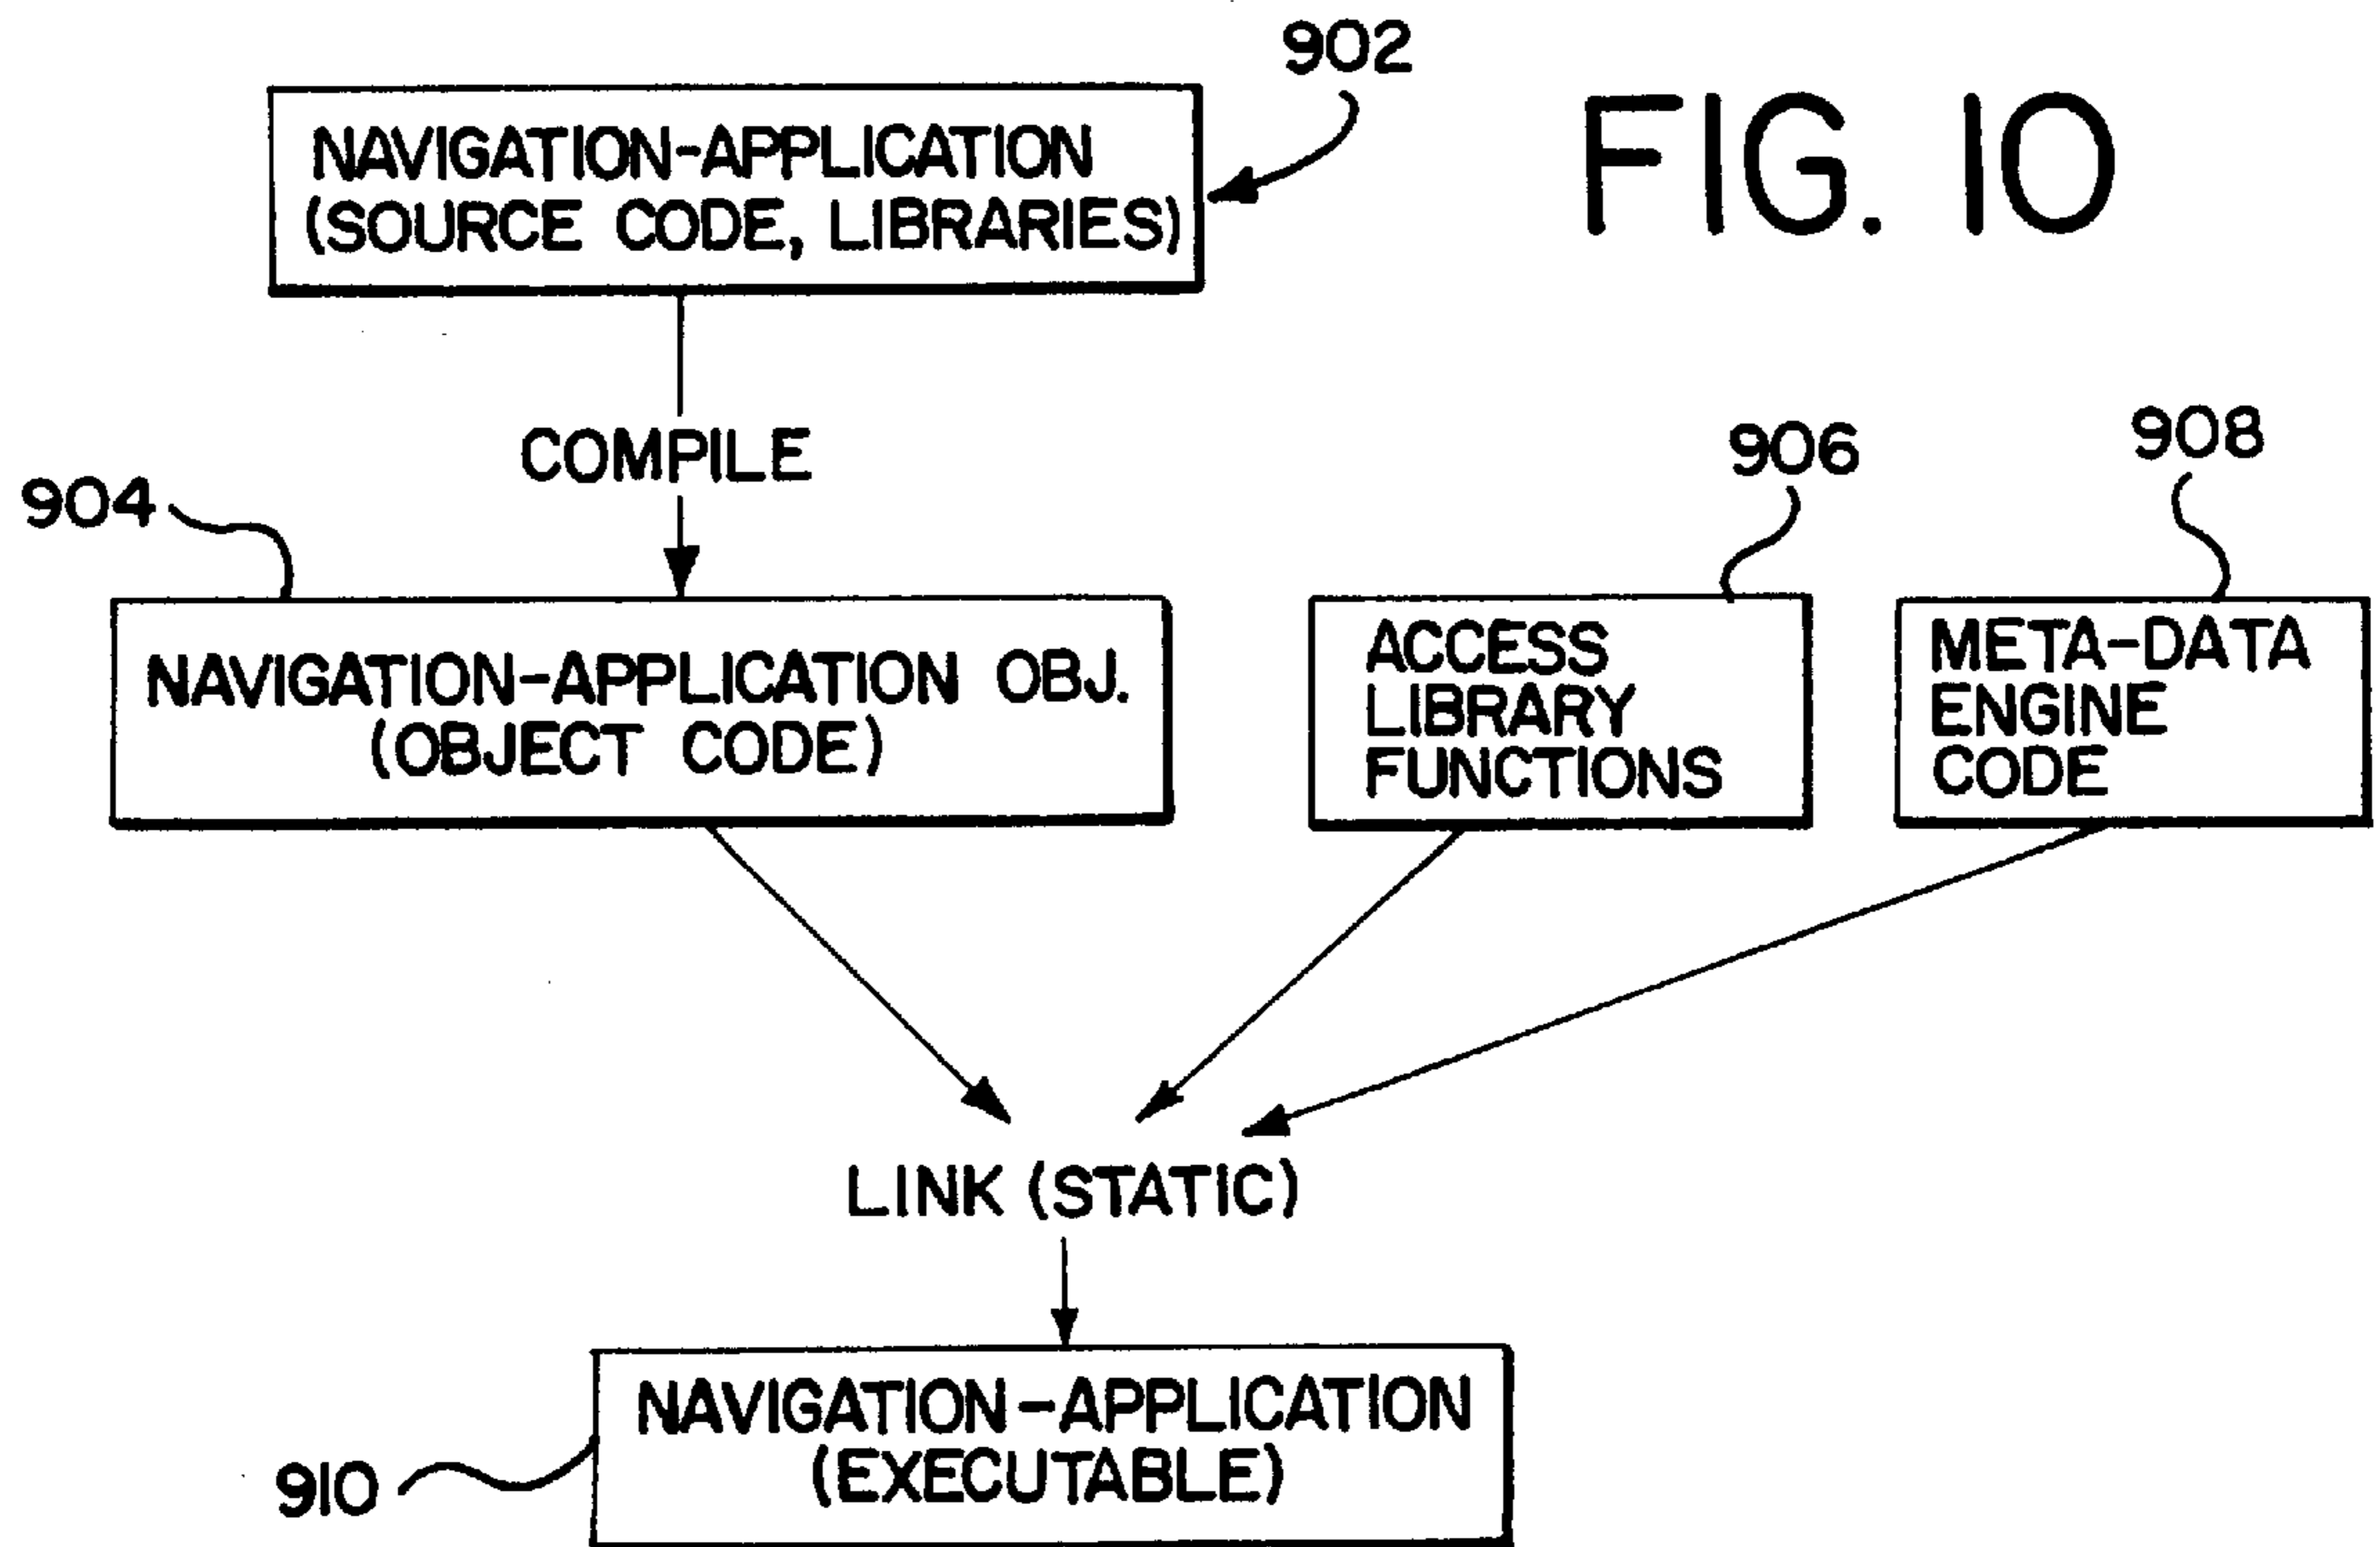 902
FIG. 10
NAVIGATION-APPLICATION
(SOURCE CODE, LIBRARIES)
COMPILE
904
906
908
NAVIGATION-APPLICATION OBJ.
(OBJECT CODE)
ACCESS
LIBRARY
FUNCTIONS
META-DATA
ENGINE
CODE
LINK (STATIC)
NAVIGATION-APPLICATION
(EXECUTABLE)
910